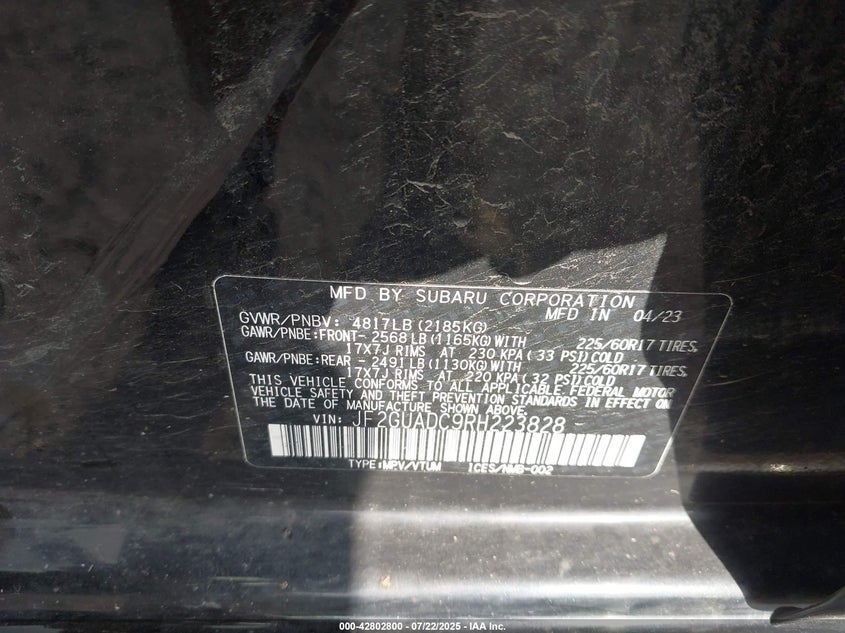 MFD BY SUBARU CORPORATION
MFD IN 04/23
GVWR/PNBV: 4817LB (2185KG)
GAWR/PNBE:FRONT- 2568LB (1165KG) WITH 225/60R17 TIRES,
17X7J RIMS AT 230 KPA (33 PSI) COLD
GAWR/PNBE:REAR - 2491LB (1130KG) WITH 225/60R17 TIRES,
17X7J RIMS AT 220 KPA (32 PSI) COLD
THIS VEHICLE CONFORMS TO ALL APPLICABLE FEDERAL MOTOR
VEHICLE SAFETY AND THEFT PREVENTION STANDARDS IN EFFECT ON
THE DATE OF MANUFACTURE SHOWN ABOVE.
VIN: JF2GUADC9RH223828
TYPE:MPV/VTUM ICES/NMB-002
000-42802800 - 07/22/2025 - IAA Inc.